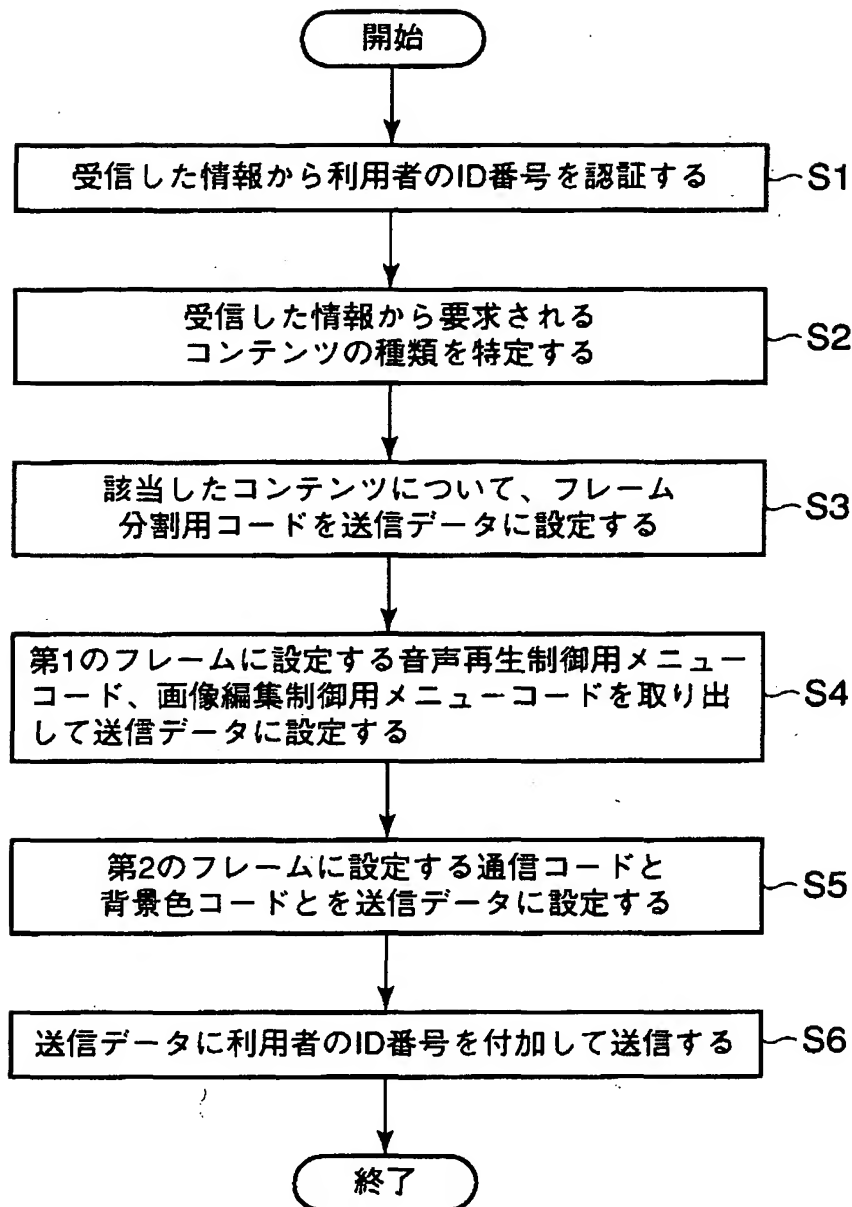 開始
受信した情報から利用者のID番号を認証する
S1
受信した情報から要求される
コンテンツの種類を特定する
S2
該当したコンテンツについて、フレーム
分割用コードを送信データに設定する
S3
第1のフレームに設定する音声再生制御用メニュー
コード、画像編集制御用メニューコードを取り出
して送信データに設定する
S4
第2のフレームに設定する通信コードと
背景色コードとを送信データに設定する
S5
送信データに利用者のID番号を付加して送信する
S6
終了